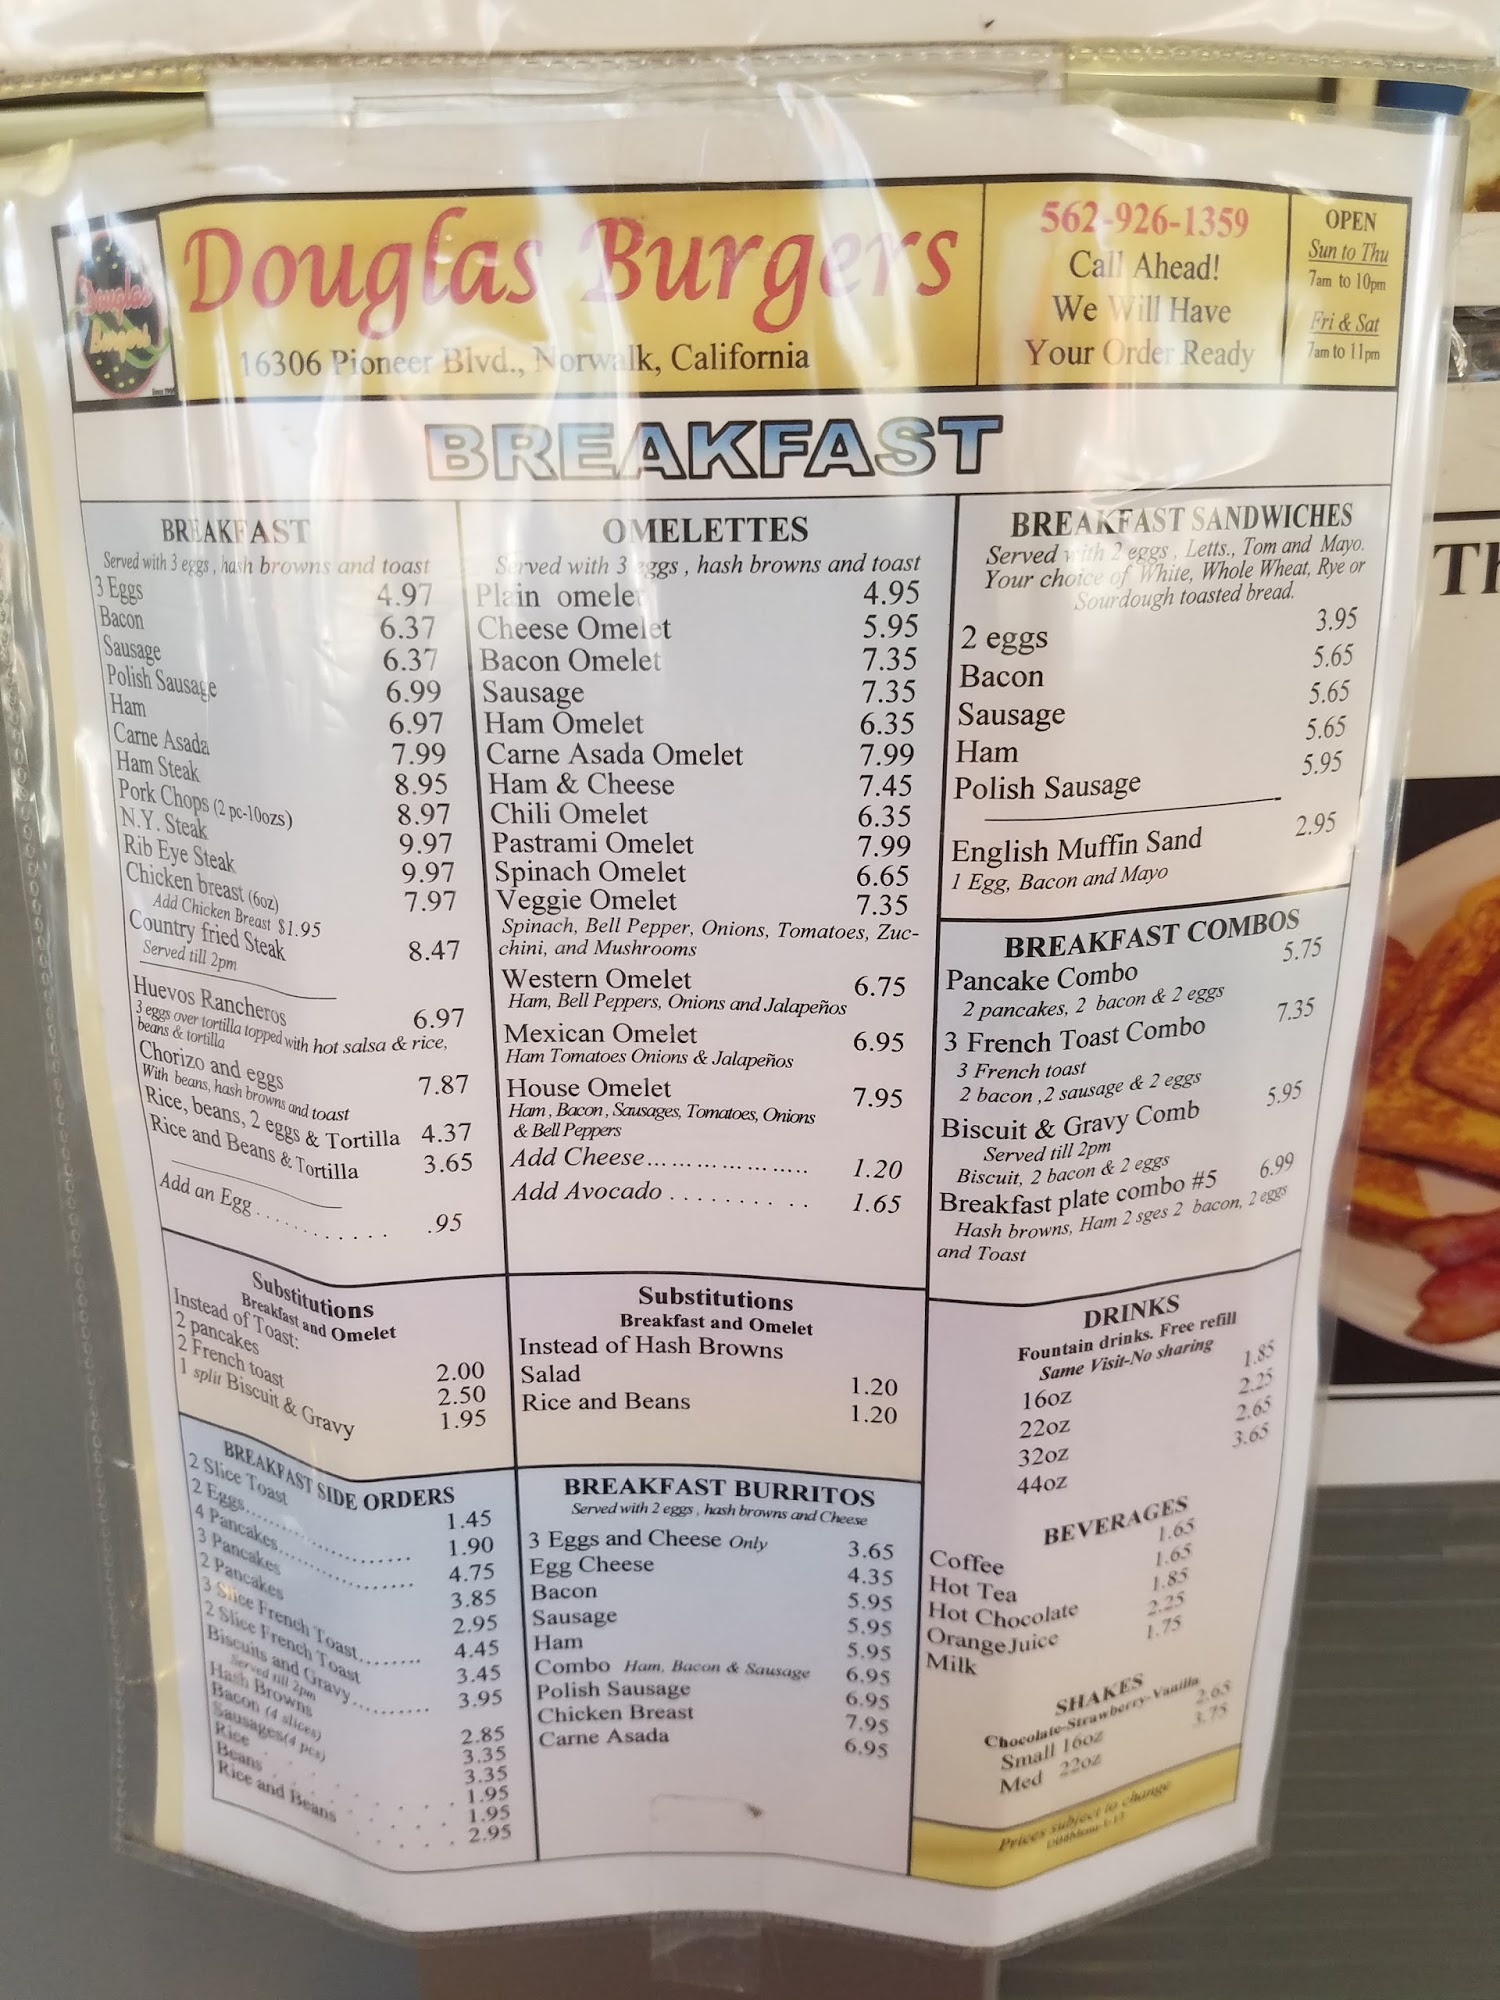 Douglas Burgers
16306 Pioneer Blvd., Norwalk, California
Douglas
Burgers
562-926-1359
Call Ahead!
We Will Have
Your Order Ready
OPEN
Sun to Thu
7am to 10pm
Fri & Sat
7am to 11pm
BREAKFAST
BREAKFAST
Served with 3 eggs, hash browns and toast
3 Eggs 4.97
Bacon 6.37
Sausage 6.37
Polish Sausage 6.99
Ham 6.97
Carne Asada 7.99
Ham Steak 8.95
Pork Chops (2 pc-10ozs) 8.97
N.Y. Steak 9.97
Rib Eye Steak 9.97
Chicken breast (6oz) 7.97
Add Chicken Breast $1.95
Country fried Steak 8.47
Served till 2pm
Huevos Rancheros 6.97
3 eggs over tortilla topped with hot salsa & rice,
beans & tortilla
Chorizo and eggs 7.87
With beans, hash browns and toast
Rice, beans, 2 eggs & Tortilla 4.37
Rice and Beans & Tortilla 3.65
Add an Egg . . . . . . . . . . .95
Substitutions
Breakfast and Omelet
Instead of Toast:
2 pancakes 2.00
2 French toast 2.50
1 split Biscuit & Gravy 1.95
BREAKFAST SIDE ORDERS
2 Slice Toast 1.45
2 Eggs 1.90
4 Pancakes 4.75
3 Pancakes 3.85
2 Pancakes 2.95
3 Slice French Toast 4.45
2 Slice French Toast 3.45
Biscuits and Gravy 3.95
Served till 2pm
Hash Browns 2.85
Bacon (4 slices) 3.35
Sausages(4 pcs) 3.35
Rice 1.95
Beans 1.95
Rice and Beans 2.95
OMELETTES
Served with 3 eggs, hash browns and toast
Plain omelet 4.95
Cheese Omelet 5.95
Bacon Omelet 7.35
Sausage 7.35
Ham Omelet 6.35
Carne Asada Omelet 7.99
Ham & Cheese 7.45
Chili Omelet 6.35
Pastrami Omelet 7.99
Spinach Omelet 6.65
Veggie Omelet 7.35
Spinach, Bell Pepper, Onions, Tomatoes, Zuc-
chini, and Mushrooms
Western Omelet 6.75
Ham, Bell Peppers, Onions and Jalapeños
Mexican Omelet 6.95
Ham Tomatoes Onions & Jalapeños
House Omelet 7.95
Ham, Bacon, Sausages, Tomatoes, Onions
& Bell Peppers
Add Cheese..................... 1.20
Add Avocado . . . . . . . . . . 1.65
Substitutions
Breakfast and Omelet
Instead of Hash Browns
Salad 1.20
Rice and Beans 1.20
BREAKFAST BURRITOS
Served with 2 eggs, hash browns and Cheese
3 Eggs and Cheese Only 3.65
Egg Cheese 4.35
Bacon 5.95
Sausage 5.95
Ham 5.95
Combo Ham, Bacon & Sausage 6.95
Polish Sausage 6.95
Chicken Breast 7.95
Carne Asada 6.95
BREAKFAST SANDWICHES
Served with 2 eggs, Letts., Tom and Mayo.
Your choice of White, Whole Wheat, Rye or
Sourdough toasted bread.
2 eggs 3.95
Bacon 5.65
Sausage 5.65
Ham 5.65
Polish Sausage 5.95
English Muffin Sand 2.95
1 Egg, Bacon and Mayo
BREAKFAST COMBOS
Pancake Combo 5.75
2 pancakes, 2 bacon & 2 eggs
3 French Toast Combo 7.35
3 French toast
2 bacon ,2 sausage & 2 eggs
Biscuit & Gravy Comb 5.95
Served till 2pm
Biscuit, 2 bacon & 2 eggs
Breakfast plate combo #5 6.99
Hash browns, Ham 2 sges 2 bacon, 2 eggs
and Toast
DRINKS
Fountain drinks. Free refill
Same Visit-No sharing
16oz 1.85
22oz 2.25
32oz 2.65
44oz 3.65
BEVERAGES
Coffee 1.65
Hot Tea 1.65
Hot Chocolate 1.85
Orange Juice 2.25
Milk 1.75
SHAKES
Chocolate-Strawberry-Vanilla
Small 16oz 2.65
Med 22oz 3.75
Prices subject to change